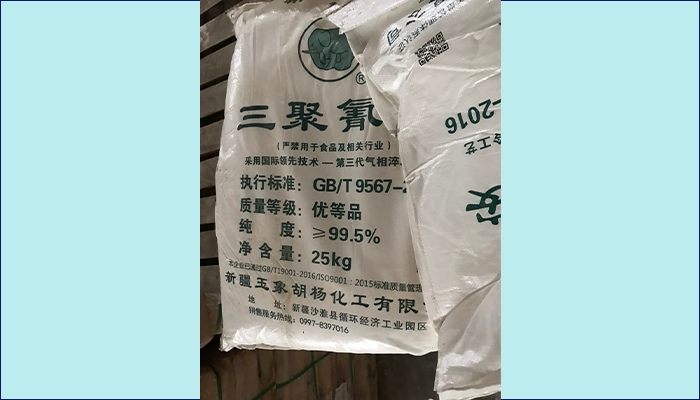 ®
三聚氰
(严禁用于食品及相关行业)
采用国际领先技术—第三代气相淬
执行标准：GB/T 9567-2
质量等级：优等品
纯 度：≥99.5%
净含量：25kg
本企业已通过GB/T19001-2016/ISO9001：2015标准质量管理
新疆玉象胡杨化工有限
地 址：新疆沙雅县循环经济工业园区
销售服务热线：0997-8397016
-2016
工艺
安